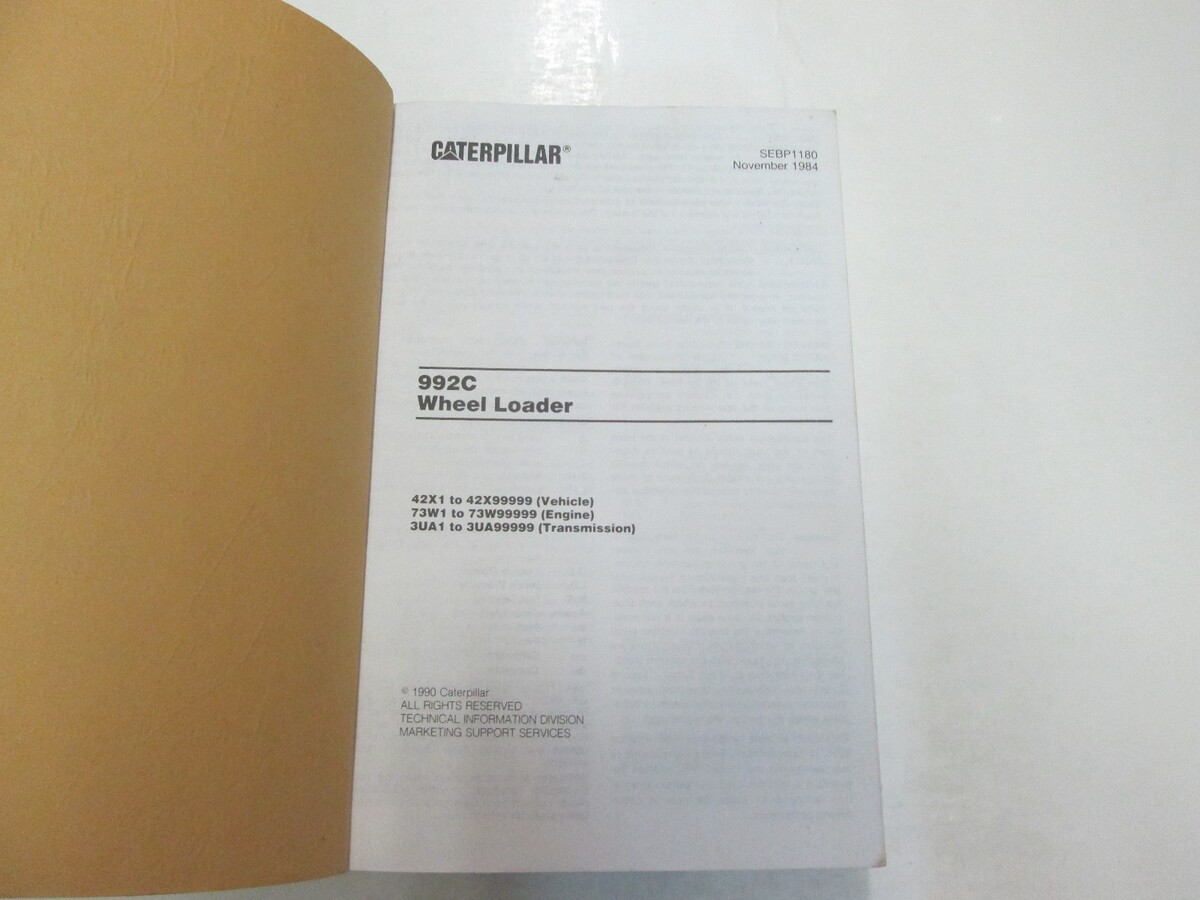 CATERPILLAR®
SEBP1180
November 1984
992C
Wheel Loader
42X1 to 42X99999 (Vehicle)
73W1 to 73W99999 (Engine)
3UA1 to 3UA99999 (Transmission)
© 1990 Caterpillar
ALL RIGHTS RESERVED
TECHNICAL INFORMATION DIVISION
MARKETING SUPPORT SERVICES